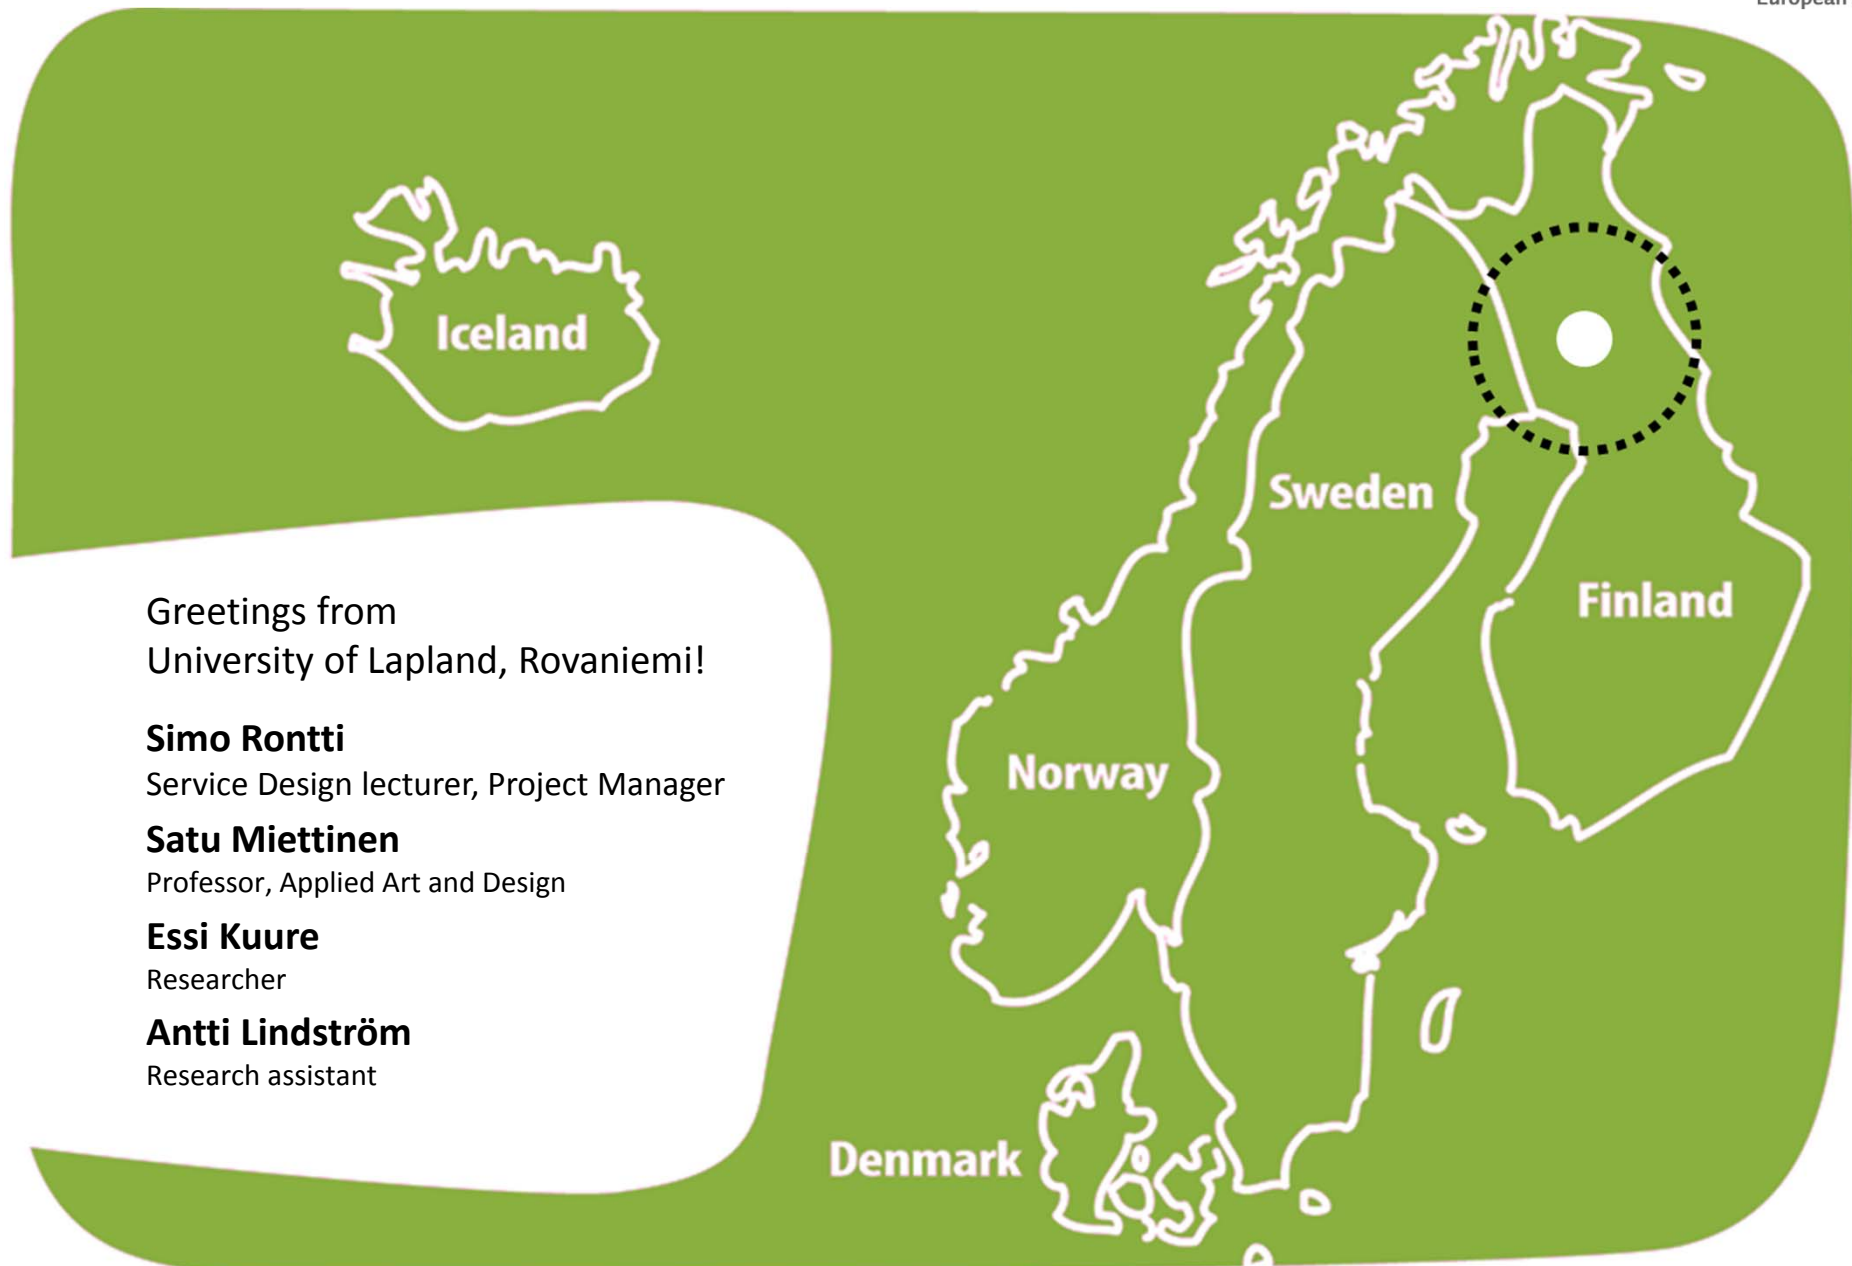 European
Iceland
Sweden
Finland
Norway
Denmark
Greetings from
University of Lapland, Rovaniemi!
Simo Rontti
Service Design lecturer, Project Manager
Satu Miettinen
Professor, Applied Art and Design
Essi Kuure
Researcher
Antti Lindström
Research assistant